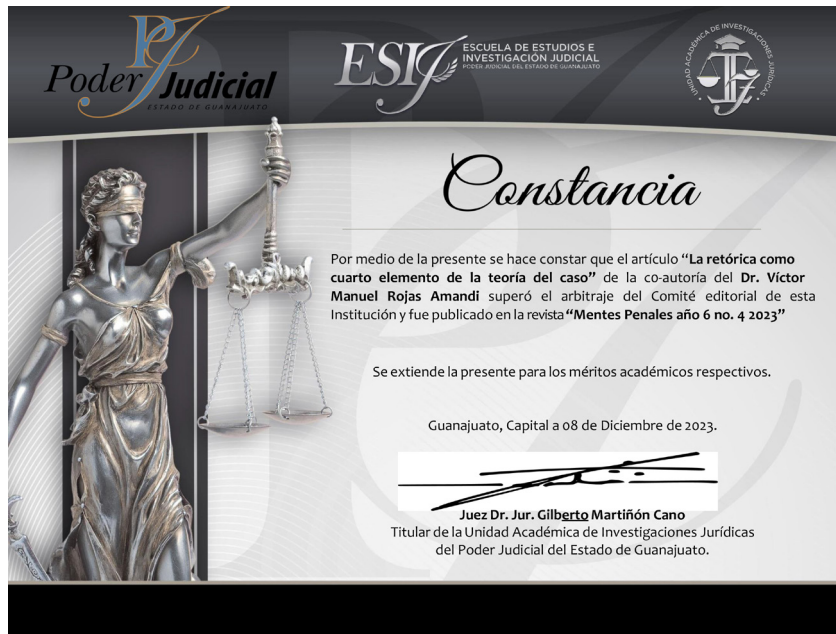 Poder Judicial
ESTADO DE GUANAJUATO
ESIJ
ESCUELA DE ESTUDIOS E
INVESTIGACIÓN JUDICIAL
PODER JUDICIAL DEL ESTADO DE GUANAJUATO
UNIDAD ACADÉMICA DE INVESTIGACIONES JURÍDICAS
Constancia
Por medio de la presente se hace constar que el artículo “La retórica como
cuarto elemento de la teoría del caso” de la co-autoría del Dr. Víctor
Manuel Rojas Amandi superó el arbitraje del Comité editorial de esta
Institución y fue publicado en la revista “Mentes Penales año 6 no. 4 2023”
Se extiende la presente para los méritos académicos respectivos.
Guanajuato, Capital a 08 de Diciembre de 2023.
Juez Dr. Jur. Gilberto Martiñón Cano
Titular de la Unidad Académica de Investigaciones Jurídicas
del Poder Judicial del Estado de Guanajuato.